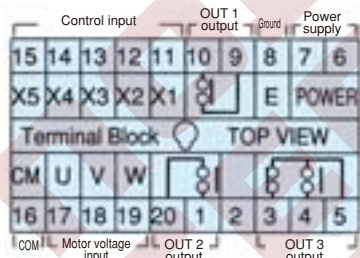 Control input OUT 1 output Ground Power supply
15 14 13 12 11 10 9 8 7 6
X5 X4 X3 X2 X1 E POWER
Terminal Block TOP VIEW
CM U V W
16 17 18 19 20 1 2 3 4 5
COM Motor voltage input OUT 2 output OUT 3 output